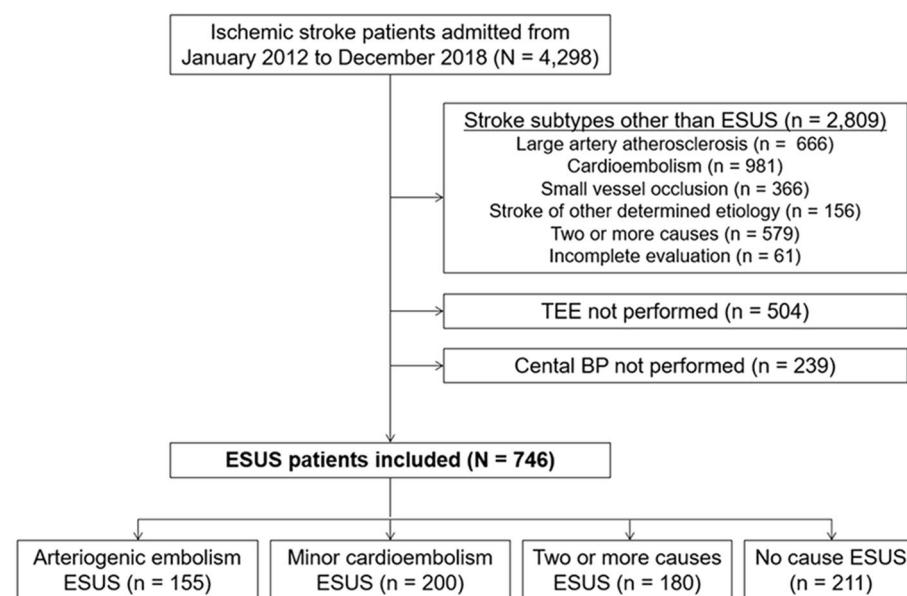 Ischemic stroke patients admitted from
January 2012 to December 2018 (N = 4,298)
Stroke subtypes other than ESUS (n = 2,809)
Large artery atherosclerosis (n = 666)
Cardioembolism (n = 981)
Small vessel occlusion (n = 366)
Stroke of other determined etiology (n = 156)
Two or more causes (n = 579)
Incomplete evaluation (n = 61)
TEE not performed (n = 504)
Cental BP not performed (n = 239)
ESUS patients included (N = 746)
Arteriogenic embolism
ESUS (n = 155)
Minor cardioembolism
ESUS (n = 200)
Two or more causes
ESUS (n = 180)
No cause ESUS
(n = 211)